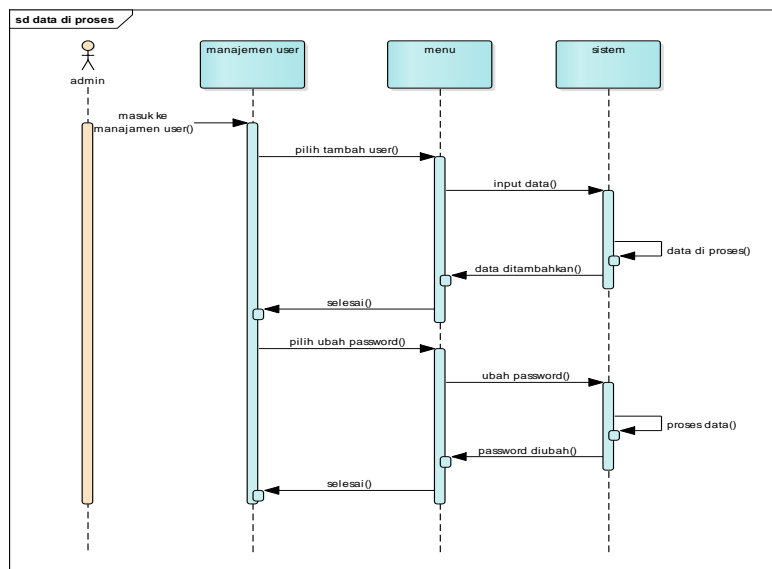 sd data di proses
manajemen user
menu
sistem
admin
masuk ke
manajamen user()
pilih tambah user()
input data()
data di proses()
data ditambahkan()
selesai()
pilih ubah password()
ubah password()
proses data()
password diubah()
selesai()